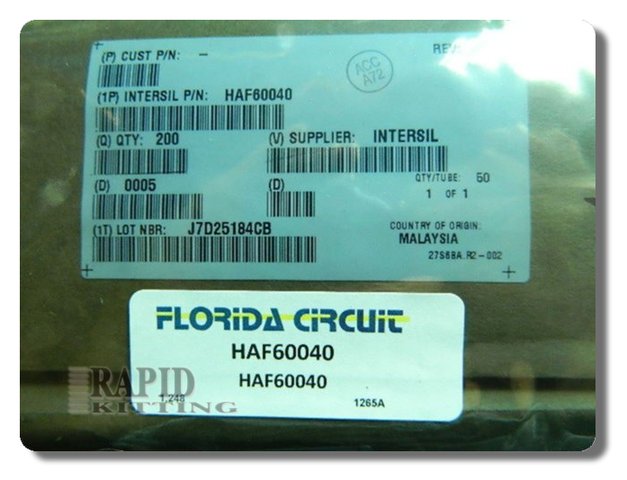 (P) CUST P/N: -
REV:
ACC
A72
(1P) INTERSIL P/N: HAF60040
(Q) QTY: 200
(V) SUPPLIER: INTERSIL
(D) 0005
(D)
QTY/TUBE: 50
1 OF 1
(1T) LOT NBR: J7D25184CB
COUNTRY OF ORIGIN:
MALAYSIA
27S68A.R2-002
FLORIDA CIRCUIT
HAF60040
HAF60040
RAPID
KITTING
1,248
1265A